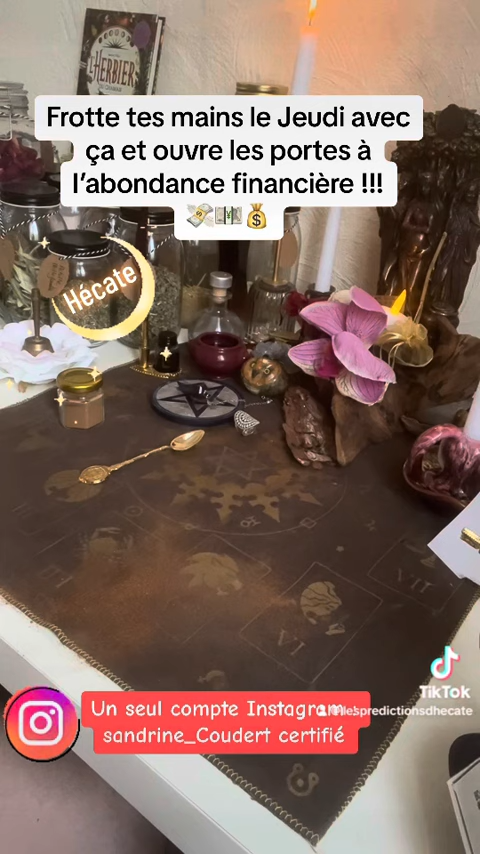 L'HERBIER
Frotte tes mains le Jeudi avec
ça et ouvre les portes à
l'abondance financière !!!
💸💵💰
Hécate
VII
VI
TikTok
Un seul compte Instagram :
@lespredictionsdhecate
sandrine_Coudert certifié